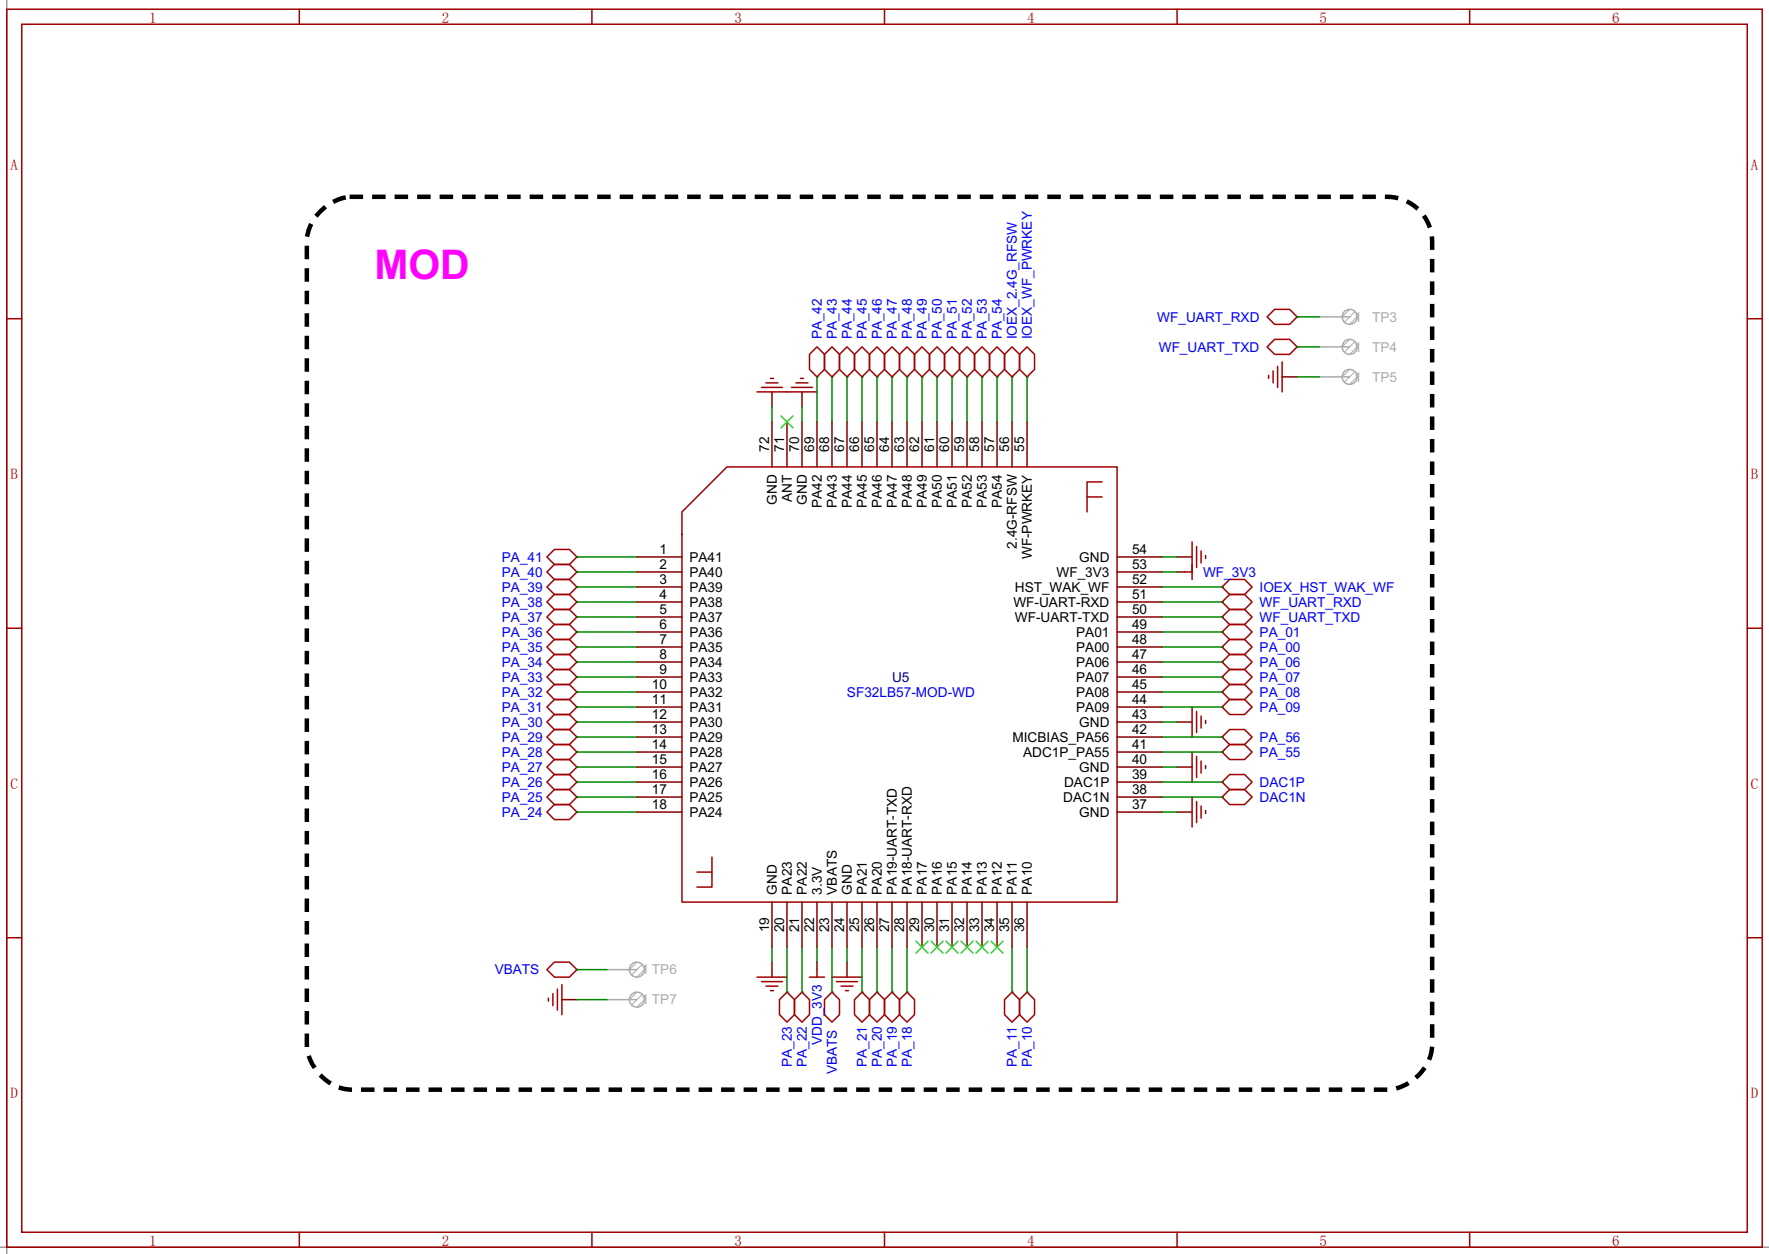 1 2 3 4 5 6
A A
B B
C C
D D
MOD
PA_42
PA_43
PA_44
PA_45
PA_46
PA_47
PA_48
PA_49
PA_50
PA_51
PA_52
PA_53
PA_54
IOEX_2.4G_RFSW
IOEX_WF_PWRKEY
WF_UART_RXD TP3
WF_UART_TXD TP4
TP5
72 GND
71 ANT
70 GND
69 PA42
68 PA43
67 PA44
66 PA45
65 PA46
64 PA47
63 PA48
62 PA49
61 PA50
60 PA51
59 PA52
58 PA53
57 PA54
56 2.4G-RFSW
55 WF-PWRKEY
PA_41 1 PA41
PA_40 2 PA40
PA_39 3 PA39
PA_38 4 PA38
PA_37 5 PA37
PA_36 6 PA36
PA_35 7 PA35
PA_34 8 PA34
PA_33 9 PA33
PA_32 10 PA32
PA_31 11 PA31
PA_30 12 PA30
PA_29 13 PA29
PA_28 14 PA28
PA_27 15 PA27
PA_26 16 PA26
PA_25 17 PA25
PA_24 18 PA24
U5
SF32LB57-MOD-WD
GND 54
WF_3V3 53 WF_3V3
HST_WAK_WF 52 IOEX_HST_WAK_WF
WF-UART-RXD 51 WF_UART_RXD
WF-UART-TXD 50 WF_UART_TXD
PA01 49 PA_01
PA00 48 PA_00
PA06 47 PA_06
PA07 46 PA_07
PA08 45 PA_08
PA09 44 PA_09
GND 43
MICBIAS_PA56 42 PA_56
ADC1P_PA55 41 PA_55
GND 40
DAC1P 39 DAC1P
DAC1N 38 DAC1N
GND 37
GND 19
PA23 20 PA_23
PA22 21 PA_22
3.3V 22 VDD_3V3
VBATS 23 VBATS
GND 24
PA21 25 PA_21
PA20 26 PA_20
PA19-UART-TXD 27 PA_19
PA18-UART-RXD 28 PA_18
PA17 29
PA16 30
PA15 31
PA14 32
PA13 33
PA12 34
PA11 35 PA_11
PA10 36 PA_10
VBATS TP6
TP7
1 2 3 4 5 6